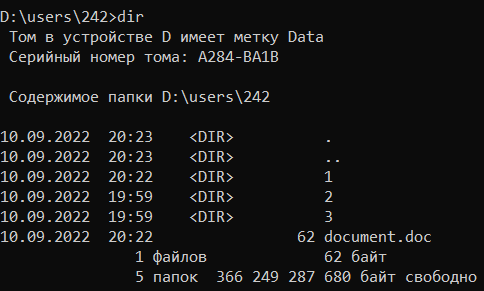 D:\users\242>dir
Том в устройстве D имеет метку Data
Серийный номер тома: A284-BA1B
Содержимое папки D:\users\242
10.09.2022  20:23    <DIR>          .
10.09.2022  20:23    <DIR>          ..
10.09.2022  20:22    <DIR>          1
10.09.2022  19:59    <DIR>          2
10.09.2022  19:59    <DIR>          3
10.09.2022  20:22                62 document.doc
1 файлов             62 байт
5 папок  366 249 287 680 байт свободно